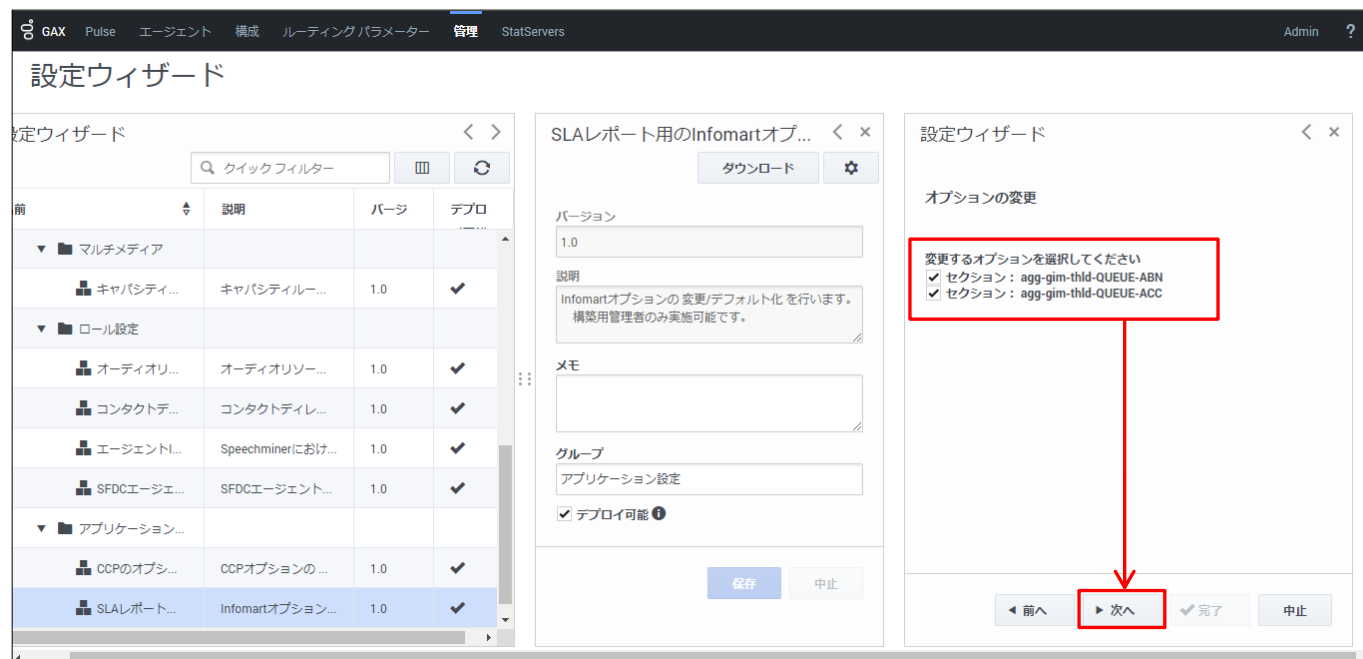 GAX Pulse エージェント 構成 ルーティング パラメーター 管理 StatServers Admin ?
設定ウィザード
設定ウィザード
クイック フィルター
名前 説明 バージ デプロ
マルチメディア
キャパシティ... キャパシティルー... 1.0
ロール設定
オーディオリ... オーディオリソー... 1.0
コンタクトデ... コンタクトディレ... 1.0
エージェントI... Speechminerにおけ... 1.0
SFDCエージェ... SFDCエージェント... 1.0
アプリケーション...
CCPのオプシ... CCPオプションの ... 1.0
SLAレポート... Infomartオプション... 1.0
SLAレポート用のInfomartオプ...
ダウンロード
バージョン
1.0
説明
Infomartオプションの 変更/デフォルト化 を行います。
構築用管理者のみ実施可能です。
メモ
グループ
アプリケーション設定
デプロイ可能
保存 中止
設定ウィザード
オプションの変更
変更するオプションを選択してください
セクション： agg-gim-thld-QUEUE-ABN
セクション： agg-gim-thld-QUEUE-ACC
前へ 次へ 完了 中止